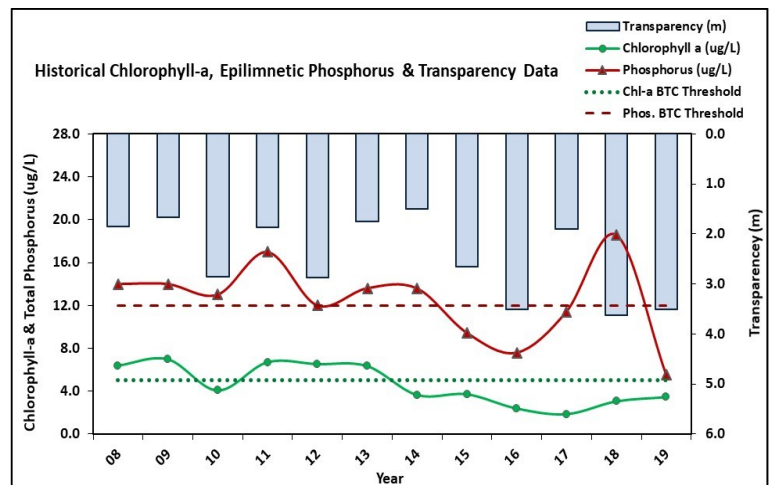 Transparency (m)
Chlorophyll a (ug/L)
Phosphorus (ug/L)
Chl-a BTC Threshold
Phos. BTC Threshold
Historical Chlorophyll-a, Epilimnetic Phosphorus & Transparency Data
Chlorophyll-a & Total Phosphorus (ug/L)
28.0
24.0
20.0
16.0
12.0
8.0
4.0
0.0
0.0
1.0
2.0
3.0
4.0
5.0
6.0
Transparencey (m)
08 09 10 11 12 13 14 15 16 17 18 19
Year